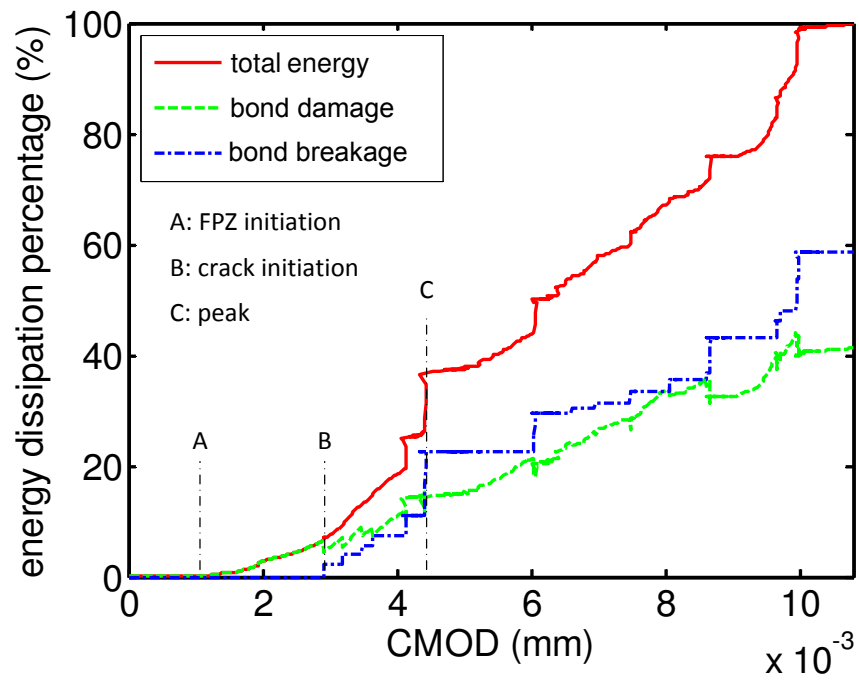 energy dissipation percentage (%)
100
80
60
40
20
0
total energy
bond damage
bond breakage
A: FPZ initiation
B: crack initiation
C: peak
A
B
C
0 2 4 6 8 10
CMOD (mm)
x 10⁻³